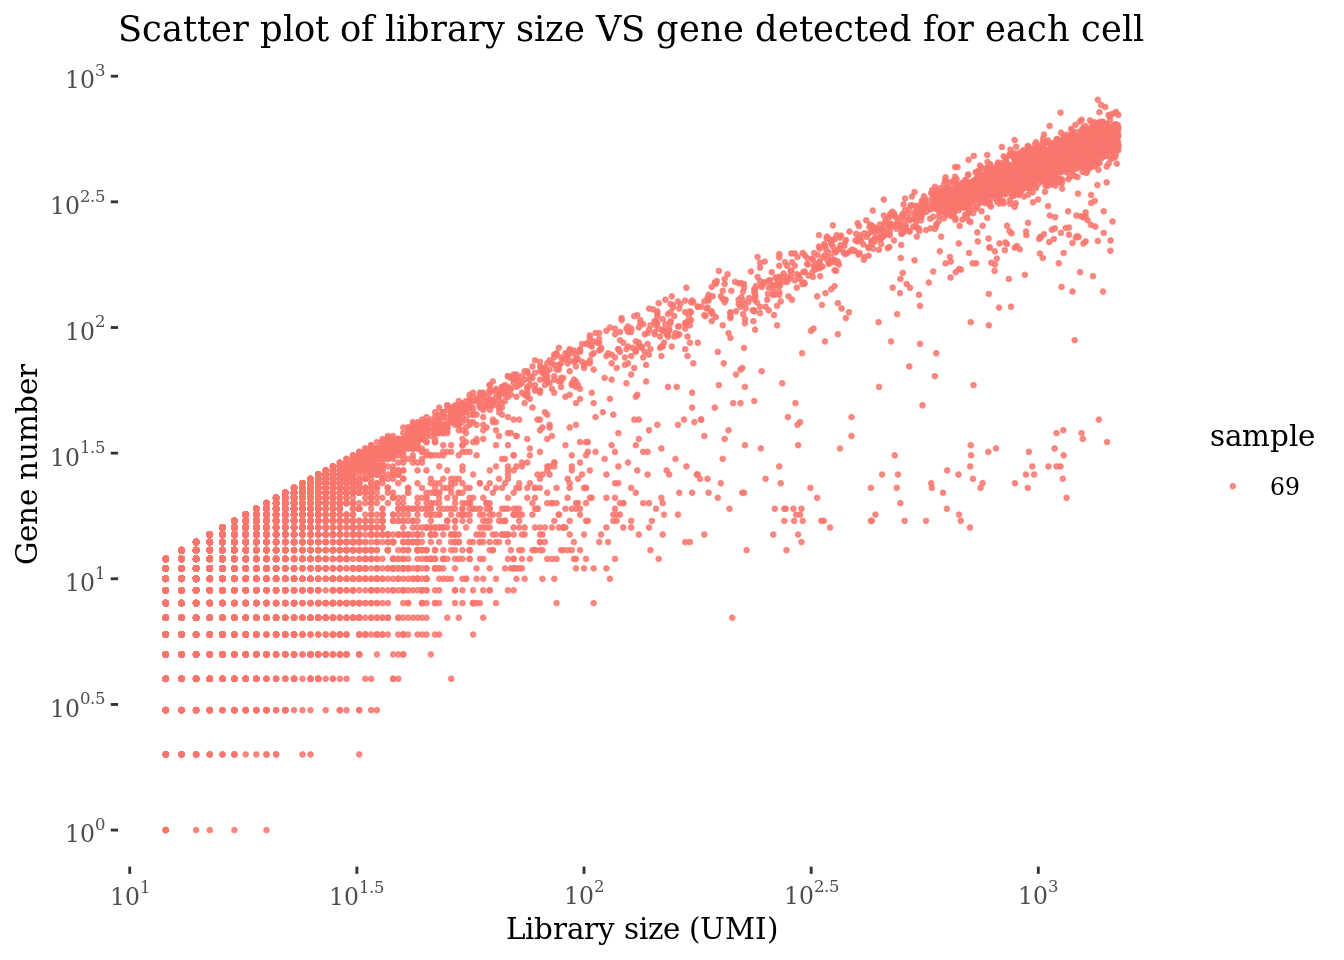 Scatter plot of library size VS gene detected for each cell
Gene number
10^3
10^2.5
10^2
10^1.5
10^1
10^0.5
10^0
10^1 10^1.5 10^2 10^2.5 10^3
Library size (UMI)
sample
69